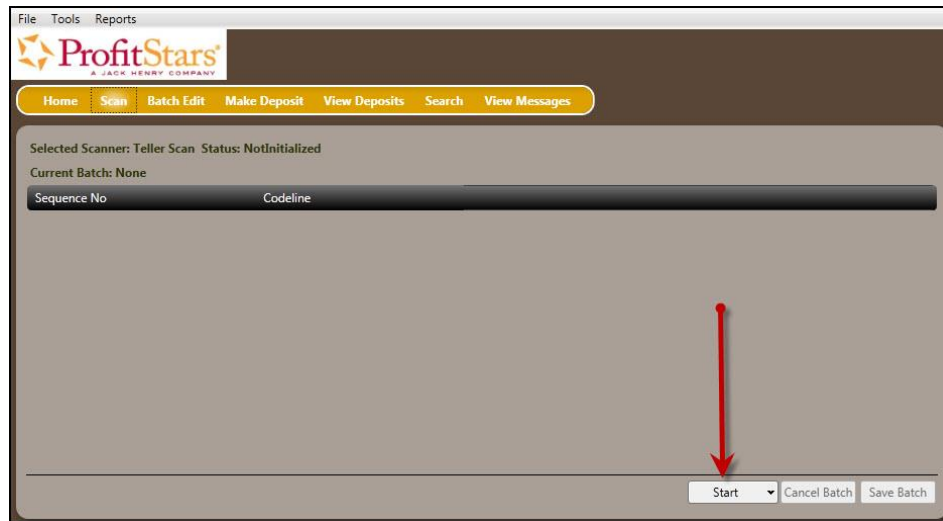 File Tools Reports
ProfitStars®
A JACK HENRY COMPANY
Home Scan Batch Edit Make Deposit View Deposits Search View Messages
Selected Scanner: Teller Scan Status: NotInitialized
Current Batch: None
Sequence No Codeline
Start Cancel Batch Save Batch